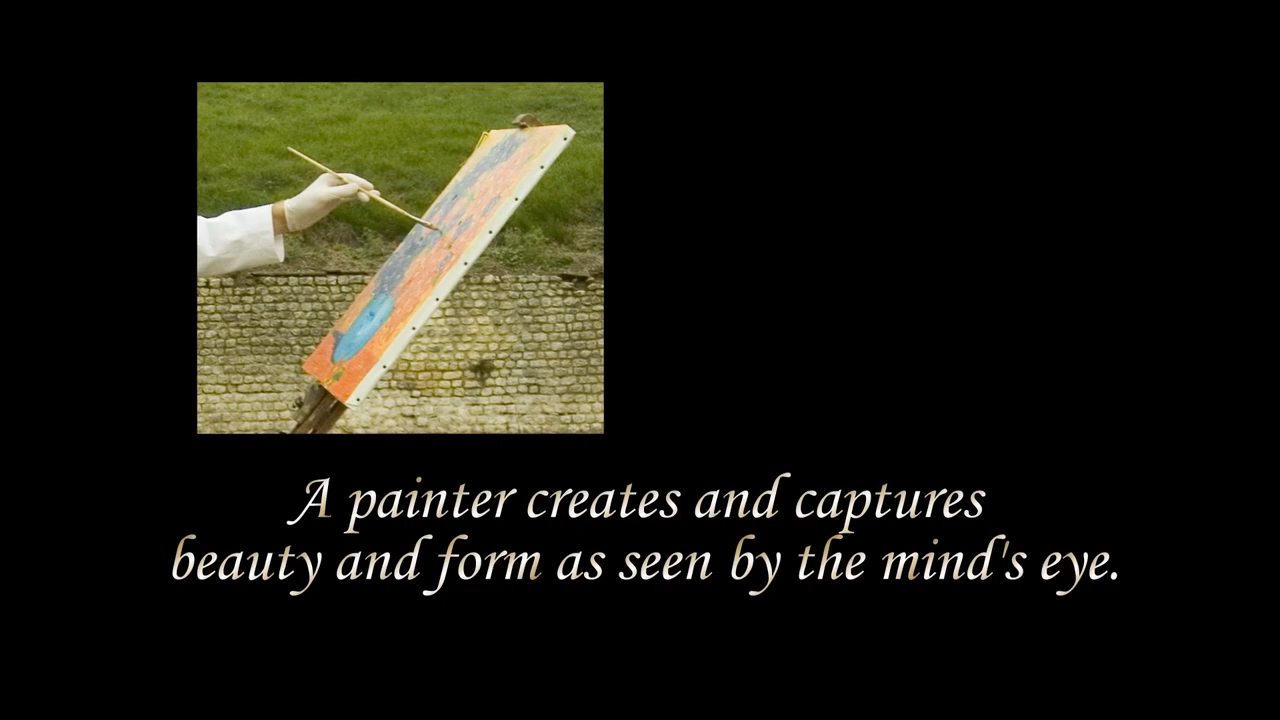 A painter creates and captures
beauty and form as seen by the mind's eye.